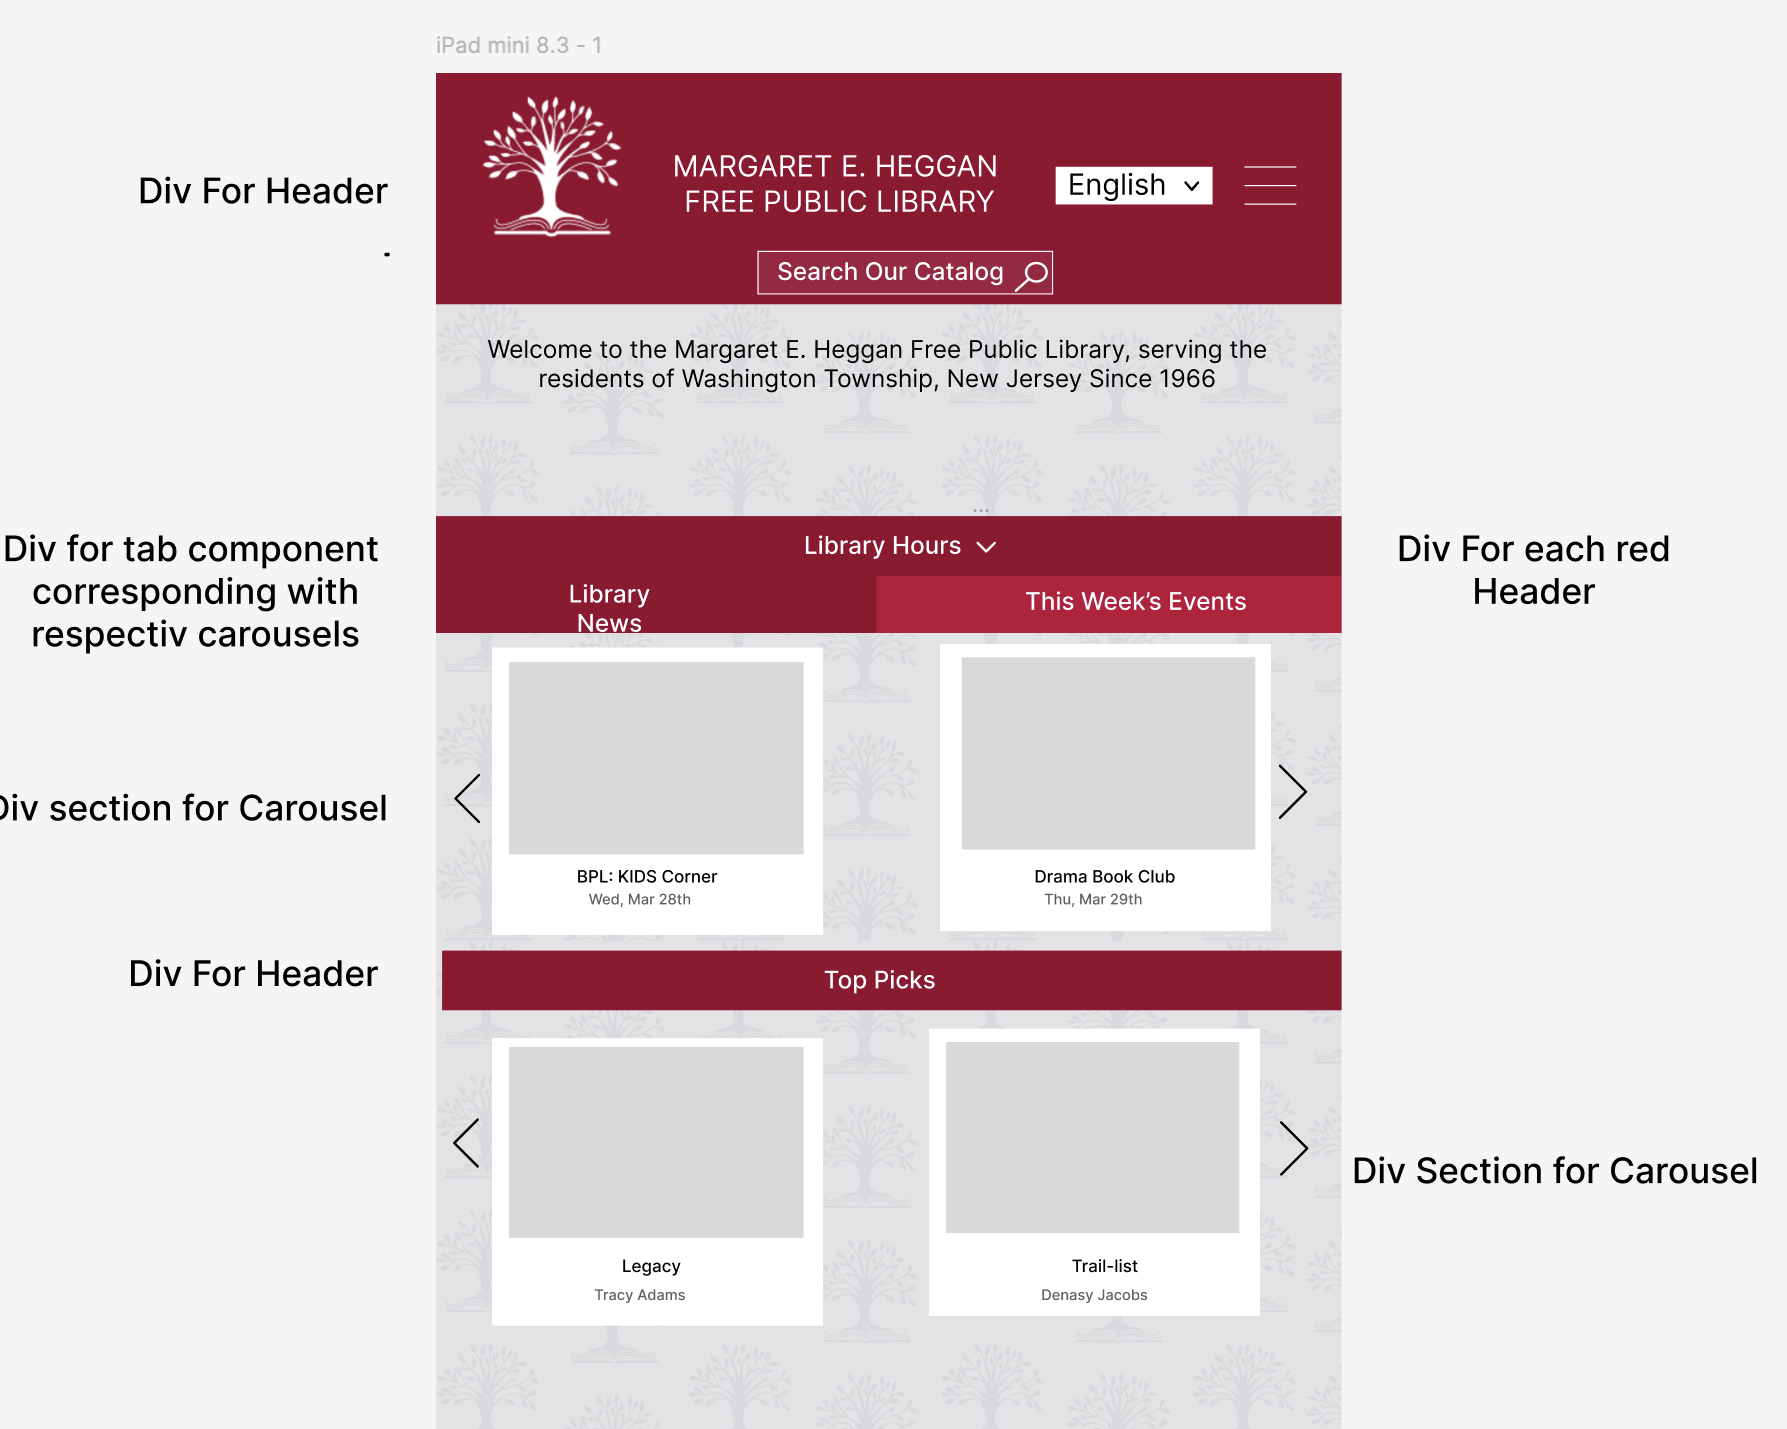 iPad mini 8.3 - 1
Div For Header
.
MARGARET E. HEGGAN
FREE PUBLIC LIBRARY
English
Search Our Catalog
Welcome to the Margaret E. Heggan Free Public Library, serving the
residents of Washington Township, New Jersey Since 1966
...
Div for tab component
corresponding with
respectiv carousels
Library Hours
Library
News
This Week’s Events
Div For each red
Header
Div section for Carousel
BPL: KIDS Corner
Wed, Mar 28th
Drama Book Club
Thu, Mar 29th
Div For Header
Top Picks
Legacy
Tracy Adams
Trail-list
Denasy Jacobs
Div Section for Carousel